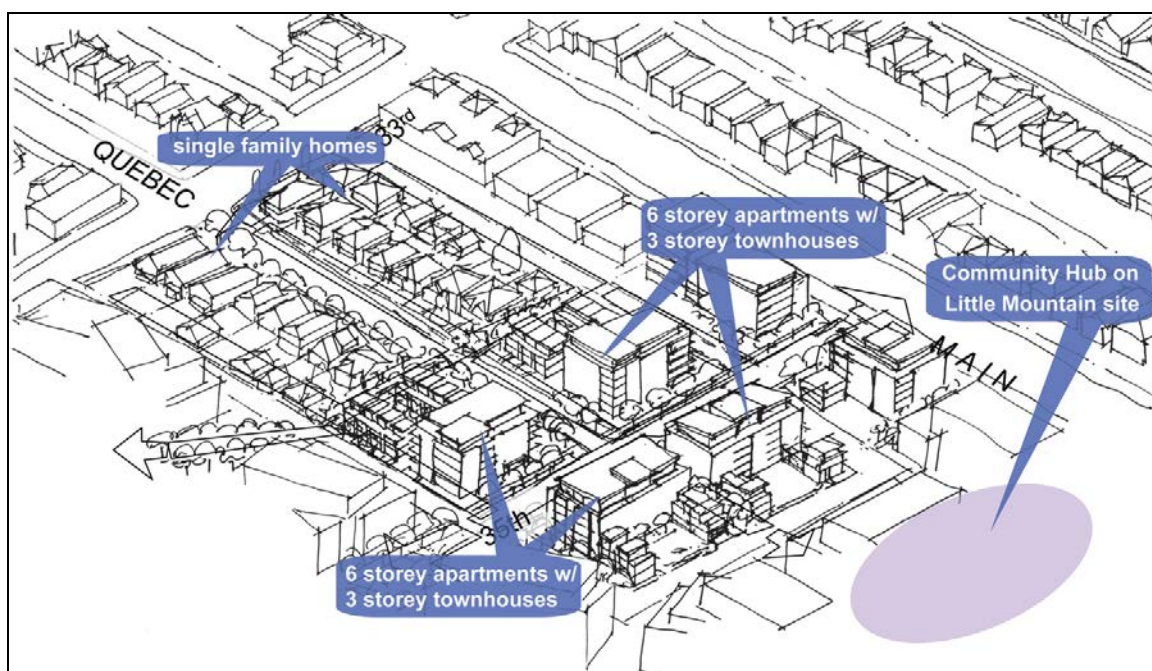 33rd
single family homes
QUEBEC
6 storey apartments w/
3 storey townhouses
Community Hub on
Little Mountain site
MAIN
35th
6 storey apartments w/
3 storey townhouses